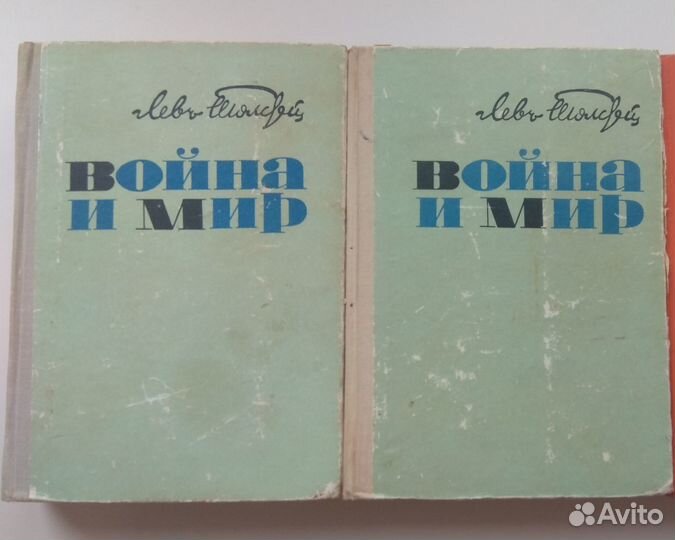 Левъ Толстой
Война
и Мир
Левъ Толстой
Война
и Мир
Avito